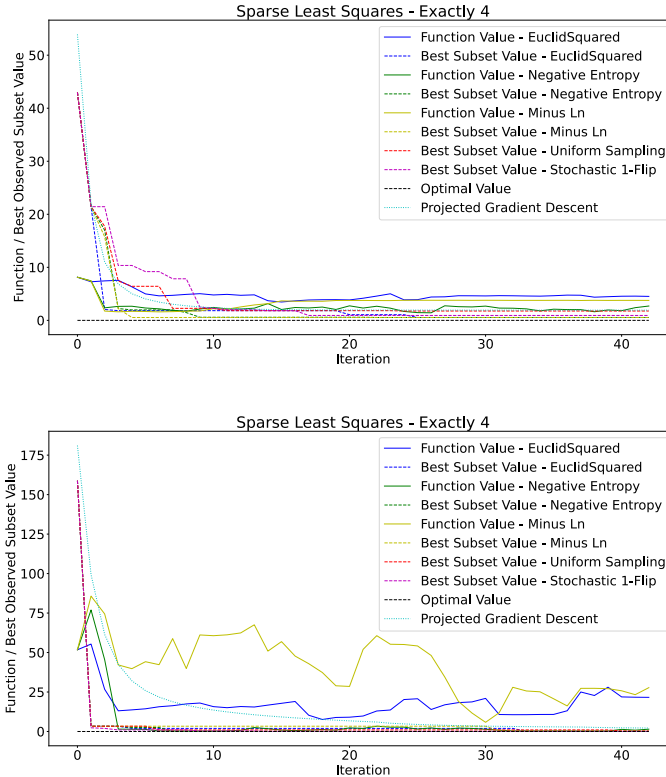 Sparse Least Squares - Exactly 4
Function / Best Observed Subset Value
50
40
30
20
10
0
Function Value - EuclidSquared
Best Subset Value - EuclidSquared
Function Value - Negative Entropy
Best Subset Value - Negative Entropy
Function Value - Minus Ln
Best Subset Value - Minus Ln
Best Subset Value - Uniform Sampling
Best Subset Value - Stochastic 1-Flip
Optimal Value
Projected Gradient Descent
0 10 20 30 40
Iteration
Sparse Least Squares - Exactly 4
Function / Best Observed Subset Value
175
150
125
100
75
50
25
0
Function Value - EuclidSquared
Best Subset Value - EuclidSquared
Function Value - Negative Entropy
Best Subset Value - Negative Entropy
Function Value - Minus Ln
Best Subset Value - Minus Ln
Best Subset Value - Uniform Sampling
Best Subset Value - Stochastic 1-Flip
Optimal Value
Projected Gradient Descent
0 10 20 30 40
Iteration